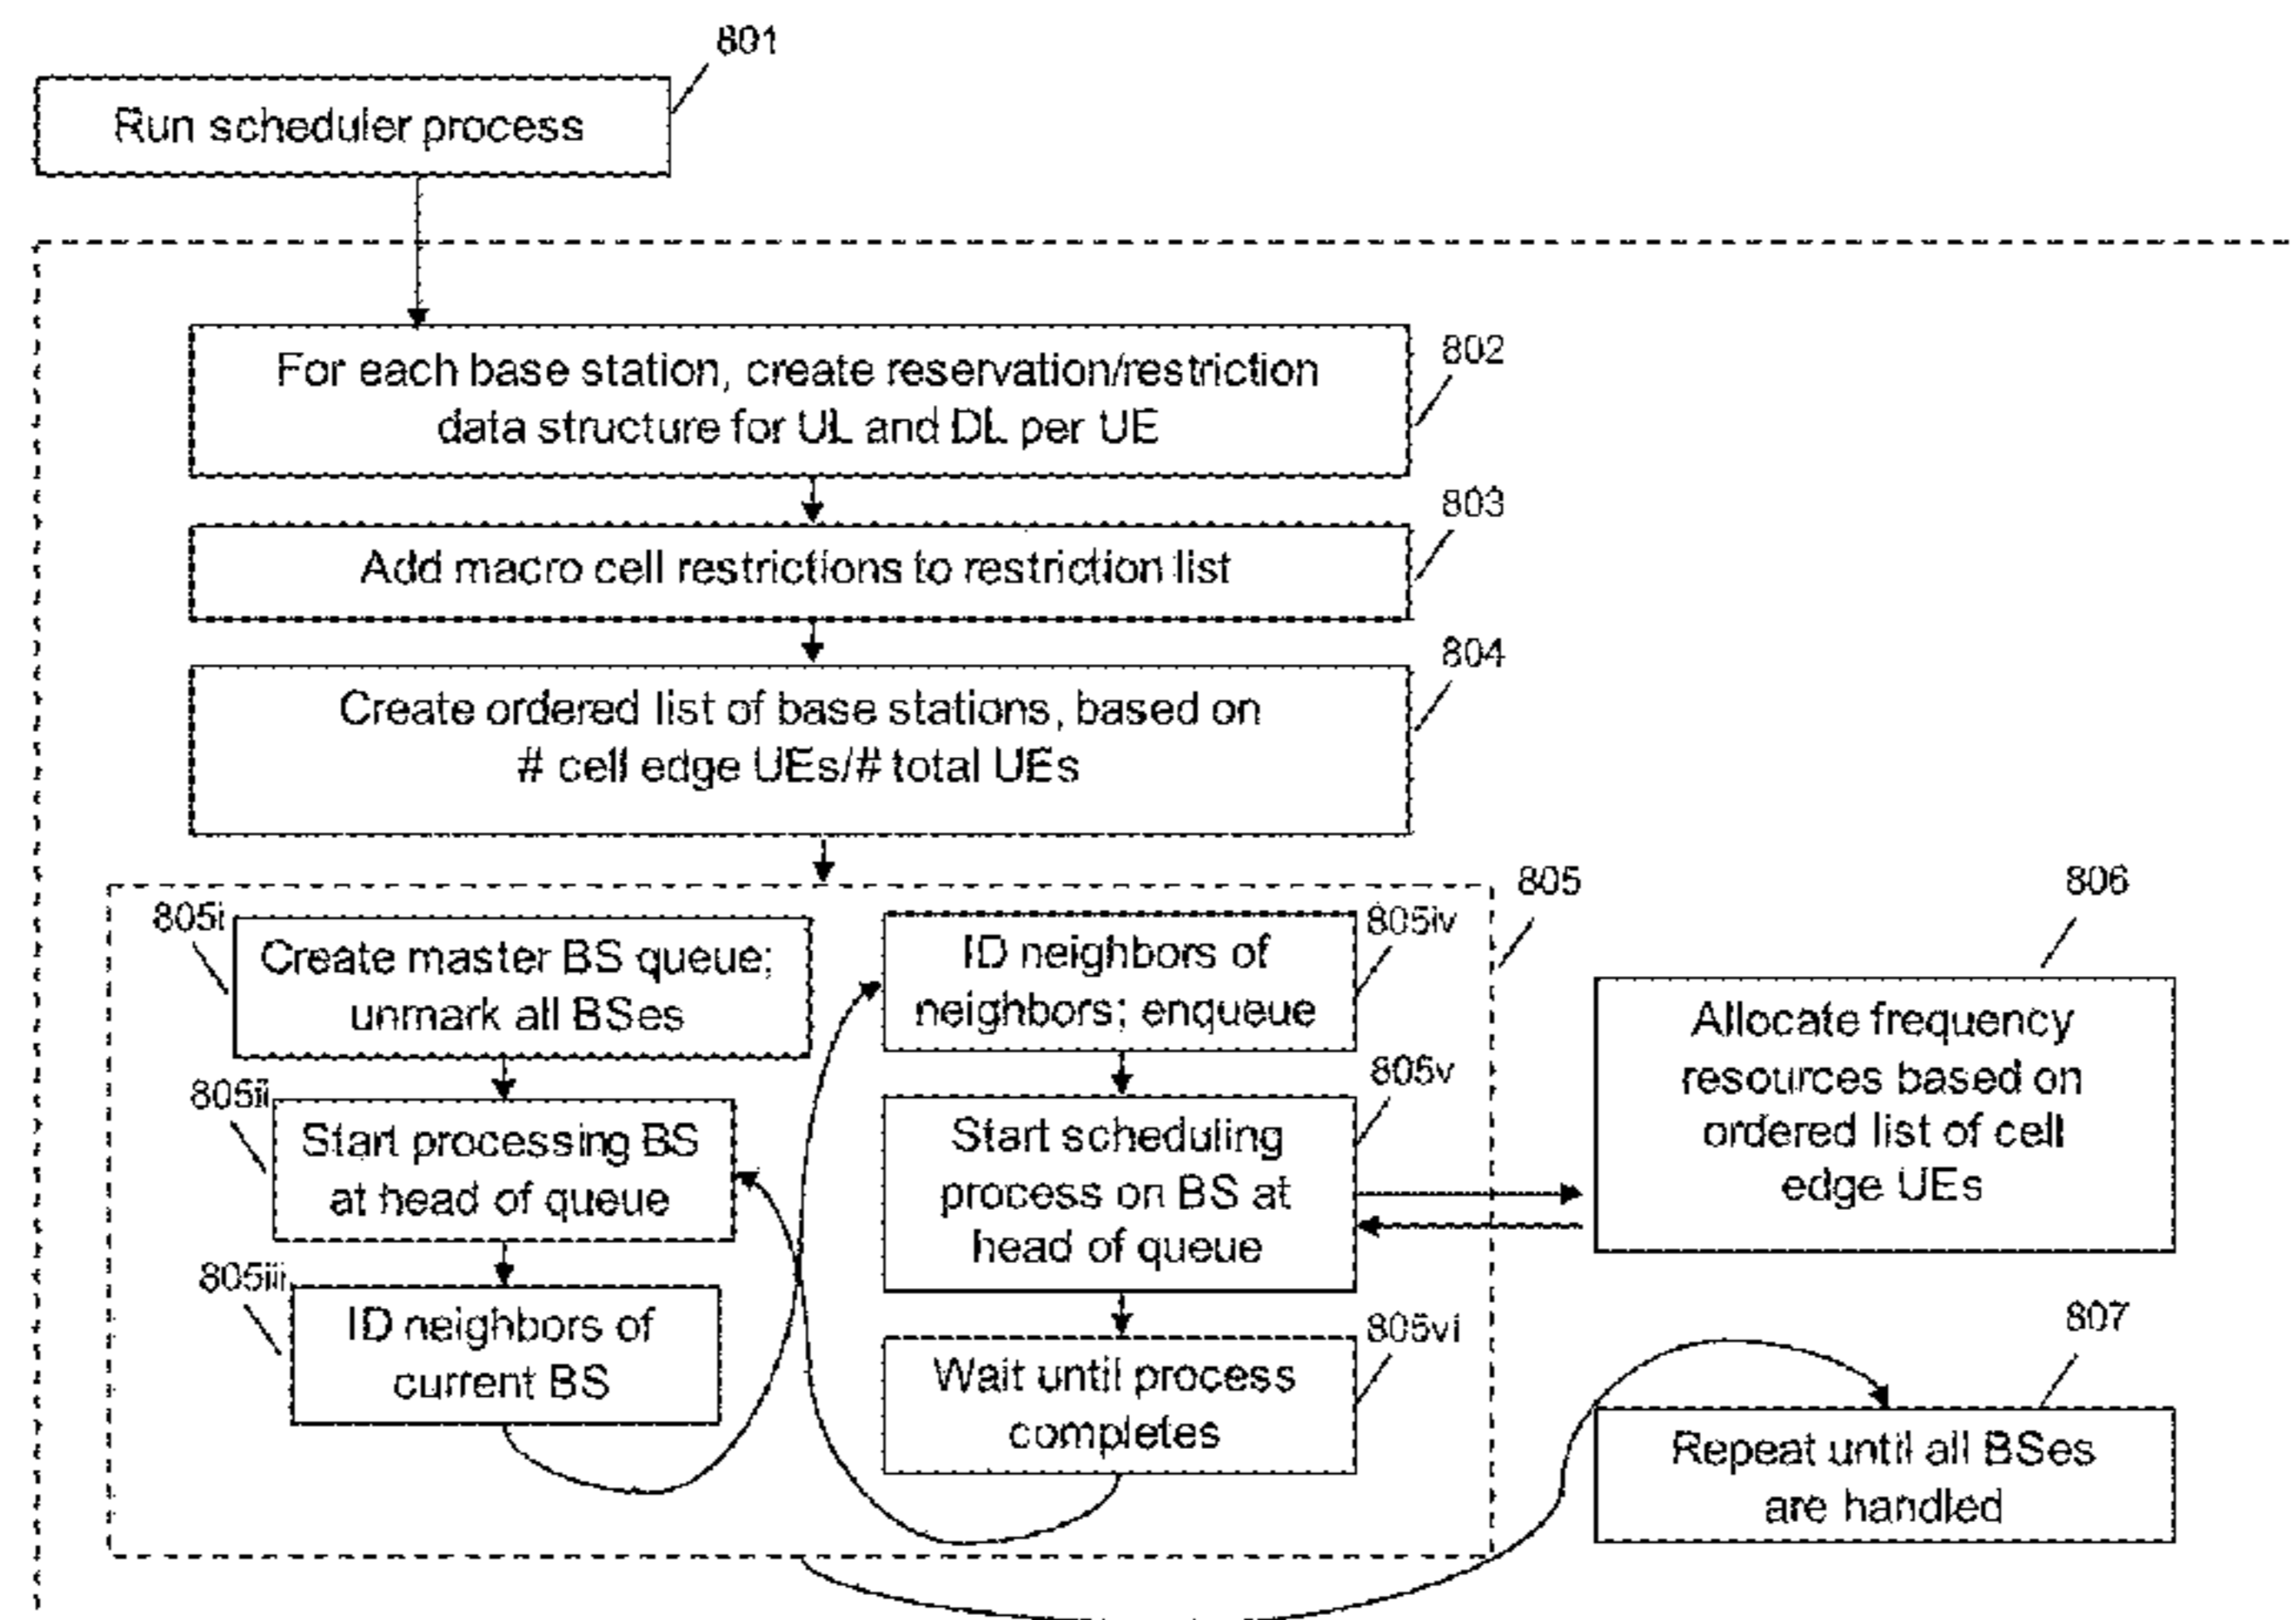 801
Run scheduler process
802
For each base station, create reservation/restriction
data structure for UL and DL per UE
803
Add macro cell restrictions to restriction list
804
Create ordered list of base stations, based on
# cell edge UEs/# total UEs
805
805i
Create master BS queue;
unmark all BSes
805ii
Start processing BS
at head of queue
805iii
ID neighbors of
current BS
805iv
ID neighbors of
neighbors; enqueue
805v
Start scheduling
process on BS at
head of queue
805vi
Wait until process
completes
806
Allocate frequency
resources based on
ordered list of cell
edge UEs
807
Repeat until all BSes
are handled